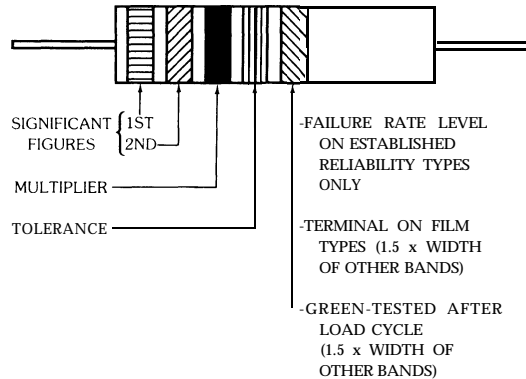 SIGNIFICANT FIGURES { 1ST
2ND
MULTIPLIER
TOLERANCE
-FAILURE RATE LEVEL
ON ESTABLISHED
RELIABILITY TYPES
ONLY
-TERMINAL ON FILM
TYPES (1.5 x WIDTH
OF OTHER BANDS)
-GREEN-TESTED AFTER
LOAD CYCLE
(1.5 x WIDTH OF
OTHER BANDS)